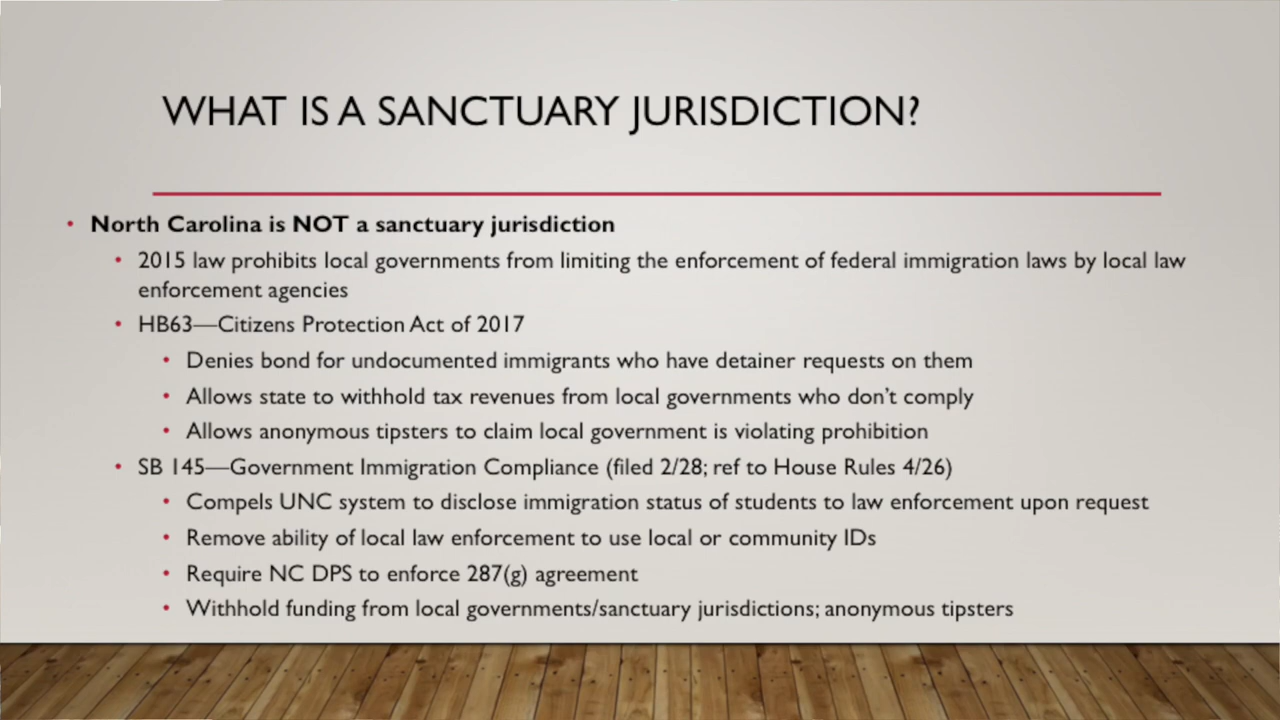 WHAT IS A SANCTUARY JURISDICTION?
• North Carolina is NOT a sanctuary jurisdiction
• 2015 law prohibits local governments from limiting the enforcement of federal immigration laws by local law
enforcement agencies
• HB63—Citizens Protection Act of 2017
• Denies bond for undocumented immigrants who have detainer requests on them
• Allows state to withhold tax revenues from local governments who don’t comply
• Allows anonymous tipsters to claim local government is violating prohibition
• SB 145—Government Immigration Compliance (filed 2/28; ref to House Rules 4/26)
• Compels UNC system to disclose immigration status of students to law enforcement upon request
• Remove ability of local law enforcement to use local or community IDs
• Require NC DPS to enforce 287(g) agreement
• Withhold funding from local governments/sanctuary jurisdictions; anonymous tipsters